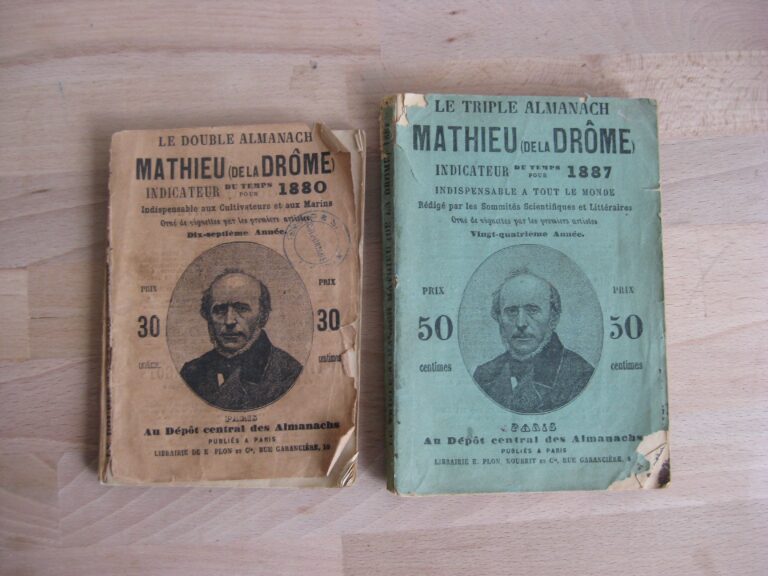 LE DOUBLE ALMANACH
MATHIEU (DE LA DRÔME)
INDICATEUR DU TEMPS POUR 1880
Indispensable aux Cultivateurs et aux Marins
Orné de vignettes par les premiers artistes
Dix-septième Année.
PRIX
30
centimes
PRIX
30
centimes
PARIS
Au Dépôt central des Almanachs
PUBLIÉS A PARIS
LIBRAIRIE DE E. PLON ET Cie, RUE GARANCIÈRE, 10
LE TRIPLE ALMANACH
MATHIEU (DE LA DRÔME)
INDICATEUR DU TEMPS POUR 1887
INDISPENSABLE A TOUT LE MONDE
Rédigé par les Sommités Scientifiques et Littéraires
Orné de vignettes par les premiers artistes
Vingt-quatrième Année.
PRIX
50
centimes
PRIX
50
centimes
PARIS
Au Dépôt central des Almanachs
PUBLIÉS A PARIS
LIBRAIRIE E. PLON, NOURRIT ET Cie, RUE GARANCIÈRE,